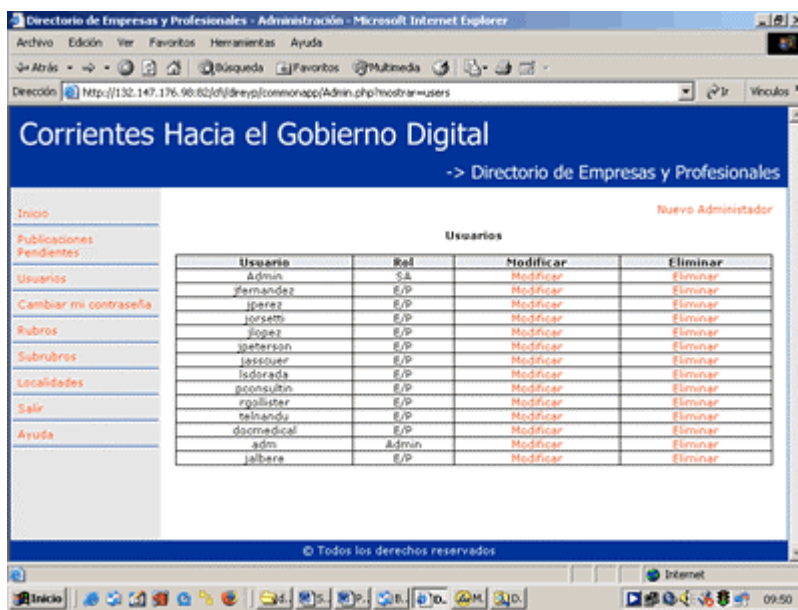 Directorio de Empresas y Profesionales - Administración - Microsoft Internet Explorer
Archivo Edición Ver Favoritos Herramientas Ayuda
Atrás Búsqueda Favoritos Multimedia
Dirección http://132.147.176.98:82/cfi/direyp/commonapp/Admin.php?mostrar=users Ir Vínculos
Corrientes Hacia el Gobierno Digital
-> Directorio de Empresas y Profesionales
Inicio
Publicaciones
Pendientes
Usuarios
Cambiar mi contraseña
Rubros
Subrubros
Localidades
Salir
Ayuda
Nuevo Administador
Usuarios
Usuario Rol Modificar Eliminar
Admin SA Modificar Eliminar
jfernandez E/P Modificar Eliminar
jperez E/P Modificar Eliminar
jorsetti E/P Modificar Eliminar
jlopez E/P Modificar Eliminar
jpeterson E/P Modificar Eliminar
jassouer E/P Modificar Eliminar
lsdorada E/P Modificar Eliminar
pconsultin E/P Modificar Eliminar
rgollister E/P Modificar Eliminar
telnandu E/P Modificar Eliminar
docmedical E/P Modificar Eliminar
adm Admin Modificar Eliminar
jalbere E/P Modificar Eliminar
© Todos los derechos reservados
Internet
Inicio d. S. P. B. D. M. D. 09:50